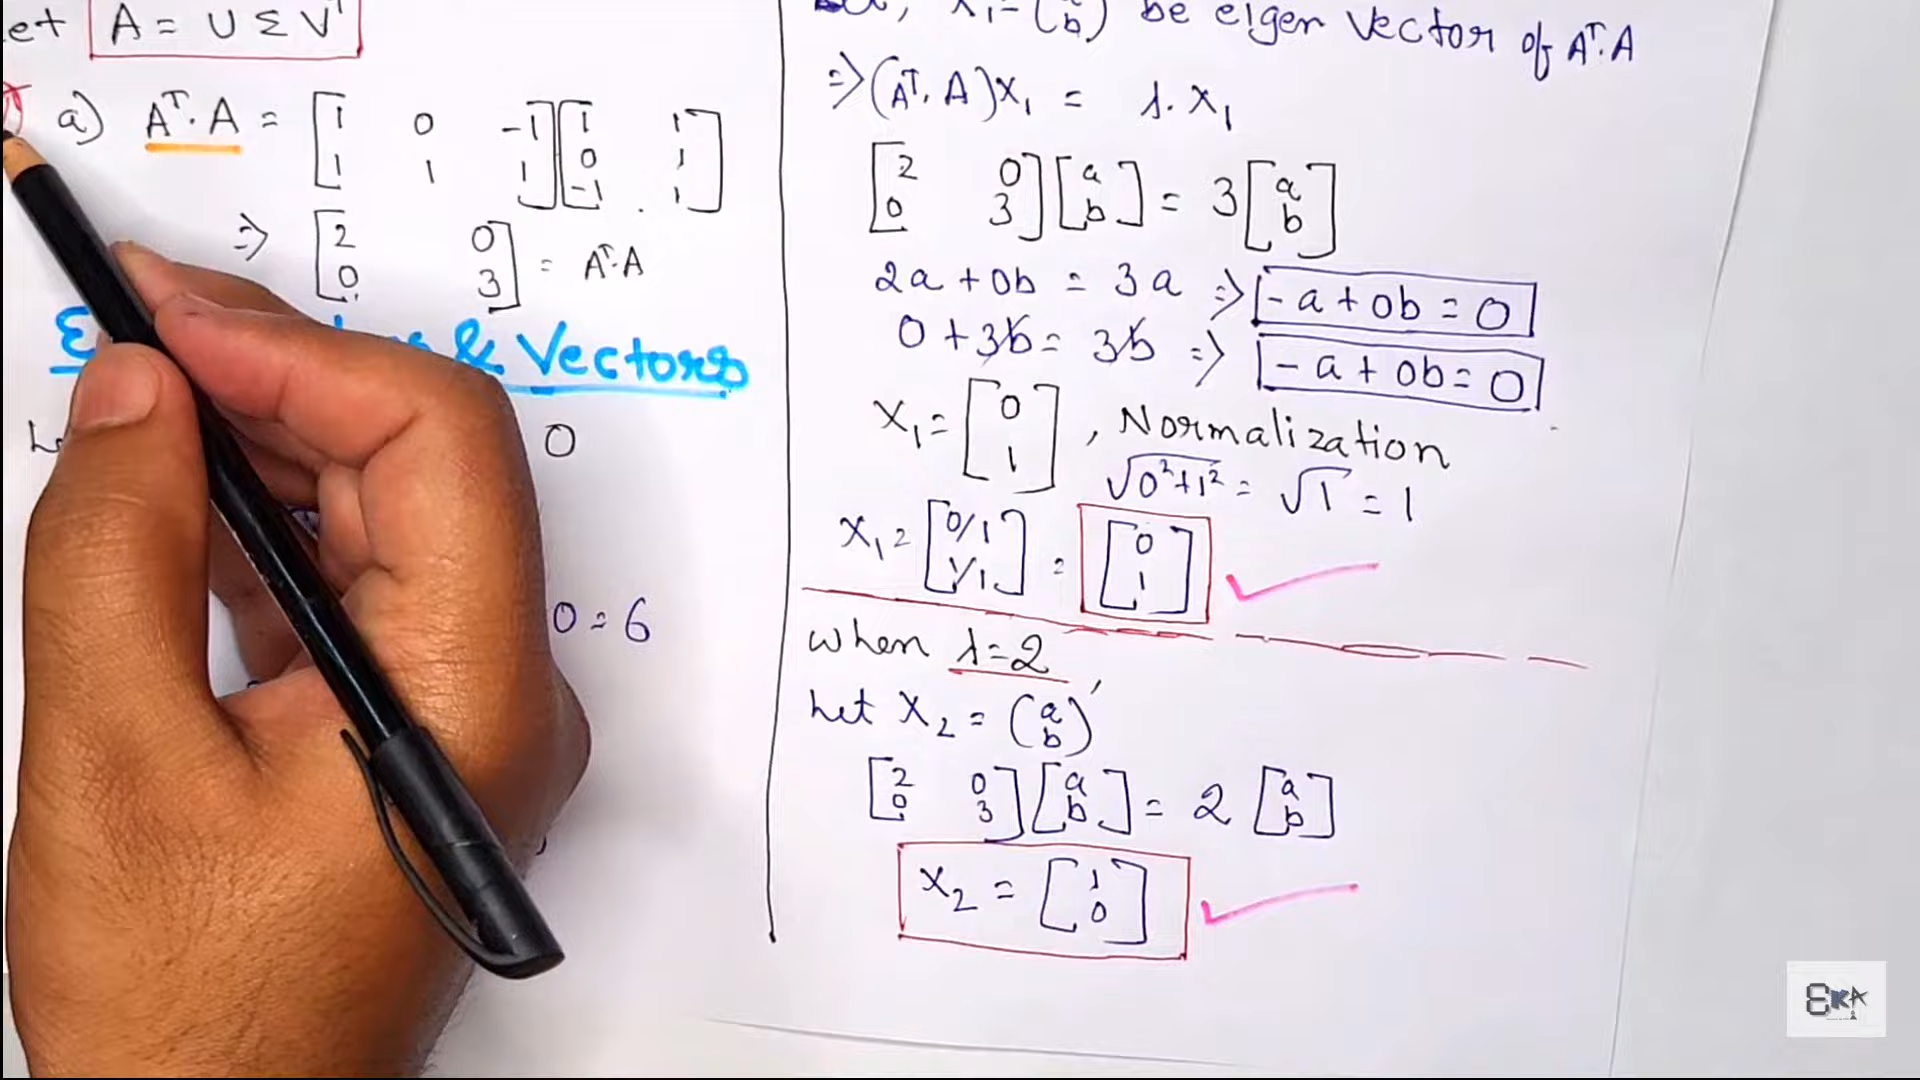 et A = U Σ V^T
a) A^T. A = [1 0 -1; 1 1 1] [1 1; 0 1; -1 1]
=> [2 0; 0 3] = A^T.A
& Vectors
0
0 = 6
x₁ = (b) be eigen vector of A^T.A
=> (A^T. A)x₁ = λ. x₁
[2 0; 0 3] [a; b] = 3 [a; b]
2a + 0b = 3a => -a + 0b = 0
0 + 3b = 3b => -a + 0b = 0
x₁ = [0; 1], Normalization
√0²+1² = √1 = 1
x₁ = [0/1; 1/1] = [0; 1]
when λ=2
Let x₂ = (a; b)
[2 0; 0 3] [a; b] = 2 [a; b]
x₂ = [1; 0]
EKA